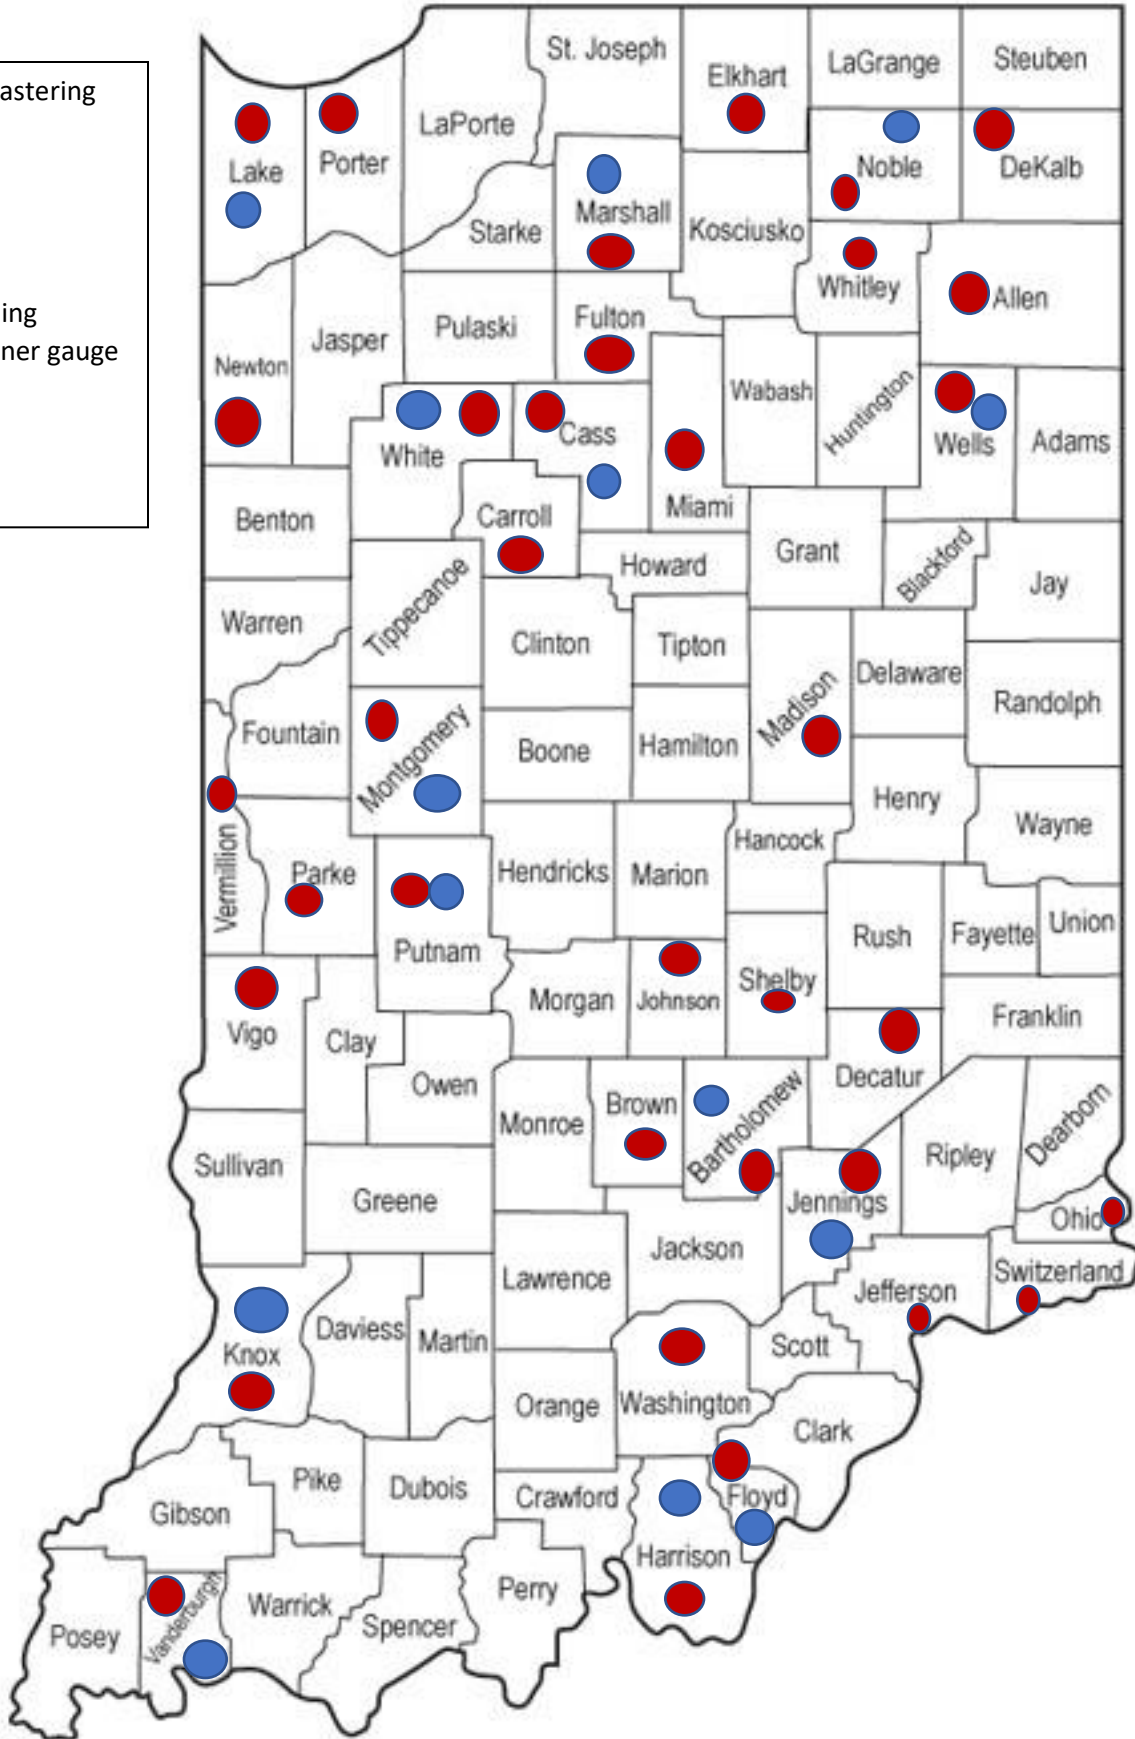 astering
ing
ner gauge
St. Joseph
LaGrange
Steuben
Elkhart
LaPorte
Lake
Porter
Noble
DeKalb
Marshall
Starke
Kosciusko
Whitley
Allen
Fulton
Pulaski
Jasper
Newton
Wabash
Huntington
White
Cass
Wells
Adams
Miami
Benton
Carroll
Grant
Howard
Blackford
Jay
Tippecanoe
Warren
Clinton
Tipton
Delaware
Randolph
Madison
Fountain
Montgomery
Boone
Hamilton
Henry
Wayne
Hancock
Vermillion
Parke
Hendricks
Marion
Putnam
Rush
Fayette
Union
Shelby
Morgan
Johnson
Franklin
Vigo
Clay
Owen
Decatur
Monroe
Brown
Bartholomew
Dearborn
Ripley
Sullivan
Greene
Jennings
Ohio
Jackson
Lawrence
Switzerland
Jefferson
Daviess
Martin
Knox
Scott
Orange
Washington
Clark
Pike
Dubois
Crawford
Floyd
Gibson
Harrison
Perry
Warrick
Vanderburgh
Spencer
Posey